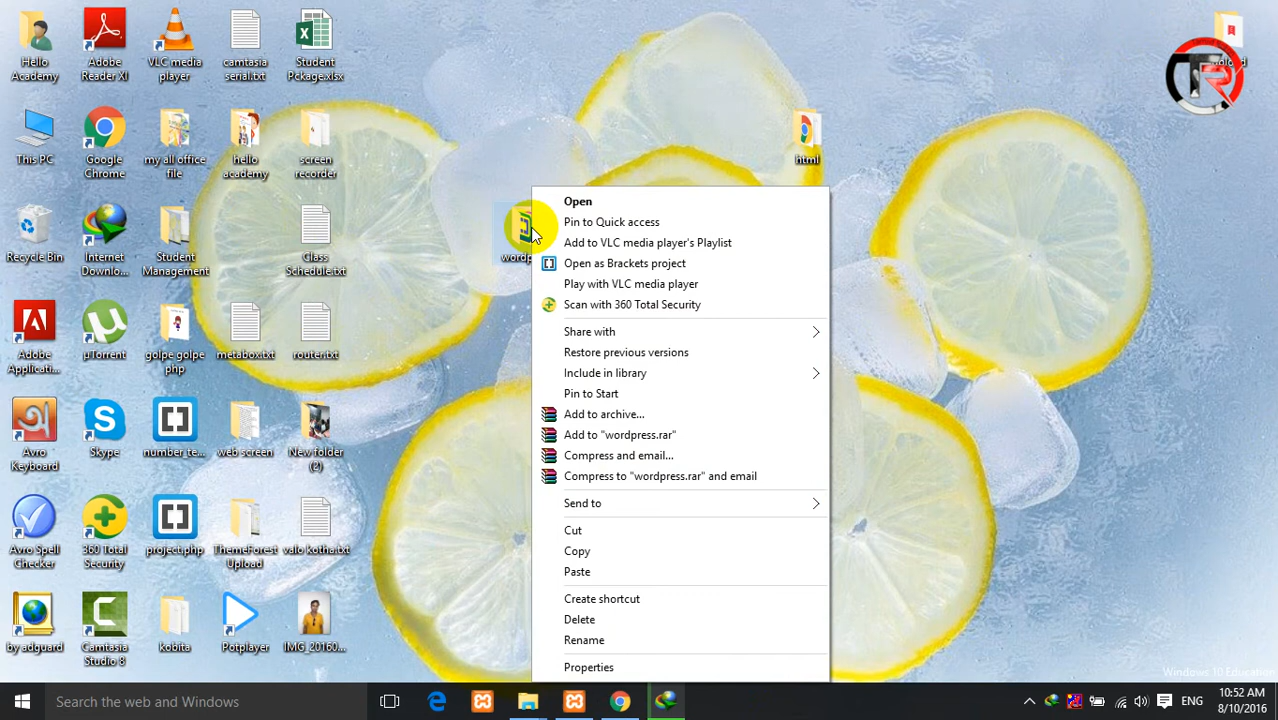 Hello
Academy
Adobe
Reader XI
VLC media
player
camtasia
serial.txt
Student
Pckage.xlsx
This PC
Google
Chrome
my all office
file
hello
academy
screen
recorder
html
Recycle Bin
Internet
Downlo...
Student
Management
Class
Schedule.txt
Adobe
Applicati...
µTorrent
golpe golpe
php
metabox.txt
router.txt
Avro
Keyboard
Skype
number_te...
web screen
New folder
(2)
Avro Spell
Checker
360 Total
Security
project.php
ThemeForest
Upload
valo kotha.txt
by adguard
Camtasia
Studio 8
kobita
Potplayer
IMG_20160...
Open
Pin to Quick access
Add to VLC media player's Playlist
Open as Brackets project
Play with VLC media player
Scan with 360 Total Security
Share with
Restore previous versions
Include in library
Pin to Start
Add to archive...
Add to "wordpress.rar"
Compress and email...
Compress to "wordpress.rar" and email
Send to
Cut
Copy
Paste
Create shortcut
Delete
Rename
Properties
Windows 10 Education
Search the web and Windows
ENG
10:52 AM
8/10/2016